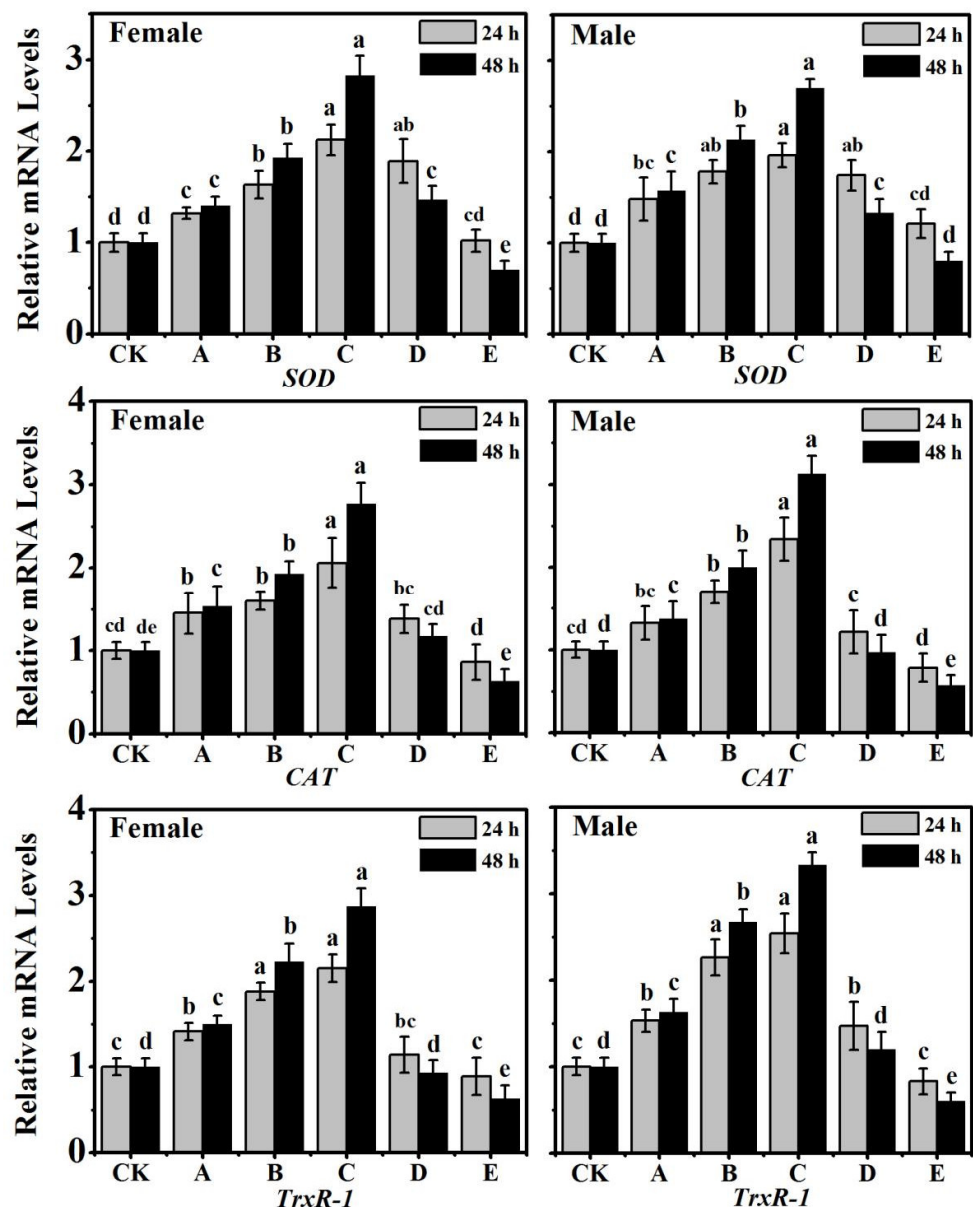 Female
24 h
48 h
Relative mRNA Levels
3
2
1
0
d d c c b b a a ab c cd e
CK A B C D E
SOD
Male
24 h
48 h
d d bc c ab b a a ab c cd d
CK A B C D E
SOD
Female
24 h
48 h
Relative mRNA Levels
4
3
2
1
0
cd de b c b b a a bc cd d e
CK A B C D E
CAT
Male
24 h
48 h
cd d bc c b b a a c d d e
CK A B C D E
CAT
Female
24 h
48 h
Relative mRNA Levels
4
3
2
1
0
c d b c a b a a bc d c e
CK A B C D E
TrxR-1
Male
24 h
48 h
c d b c a b a a b d c e
CK A B C D E
TrxR-1